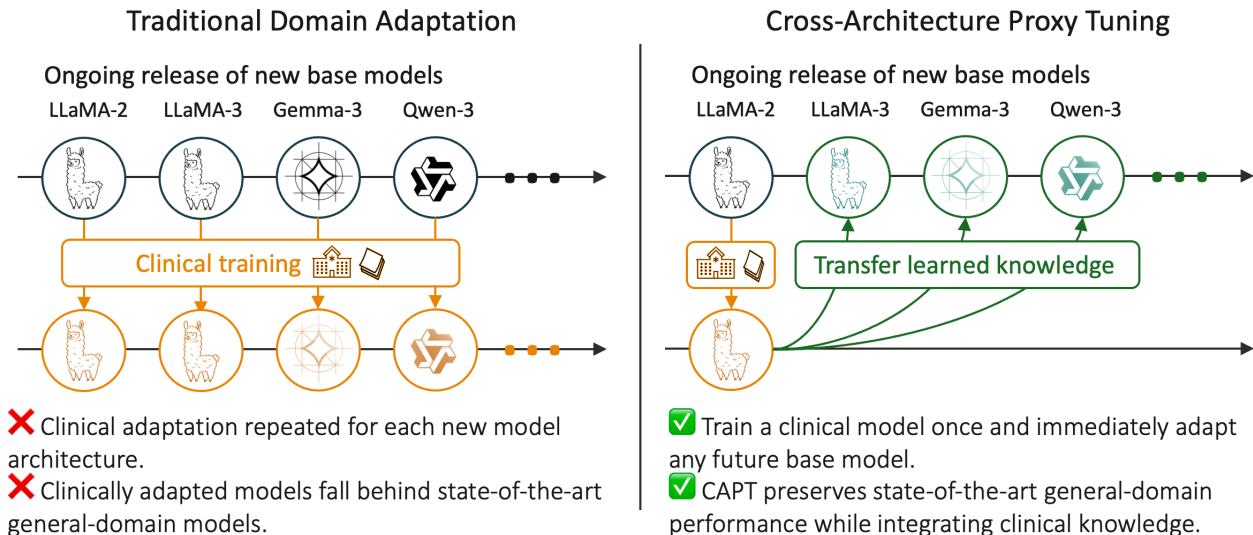 Traditional Domain Adaptation
Ongoing release of new base models
LLaMA-2 LLaMA-3 Gemma-3 Qwen-3
Clinical training
❌ Clinical adaptation repeated for each new model
architecture.
❌ Clinically adapted models fall behind state-of-the-art
general-domain models.
Cross-Architecture Proxy Tuning
Ongoing release of new base models
LLaMA-2 LLaMA-3 Gemma-3 Qwen-3
Transfer learned knowledge
✅ Train a clinical model once and immediately adapt
any future base model.
✅ CAPT preserves state-of-the-art general-domain
performance while integrating clinical knowledge.